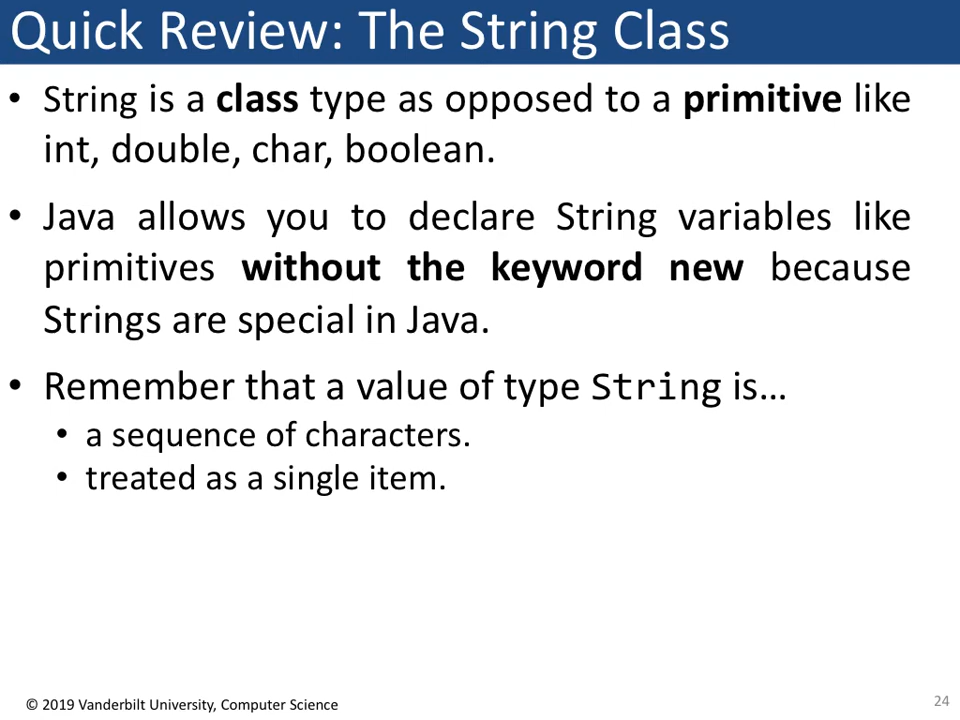 Quick Review: The String Class
• String is a class type as opposed to a primitive like
int, double, char, boolean.
• Java allows you to declare String variables like
primitives without the keyword new because
Strings are special in Java.
• Remember that a value of type String is…
• a sequence of characters.
• treated as a single item.
© 2019 Vanderbilt University, Computer Science
24